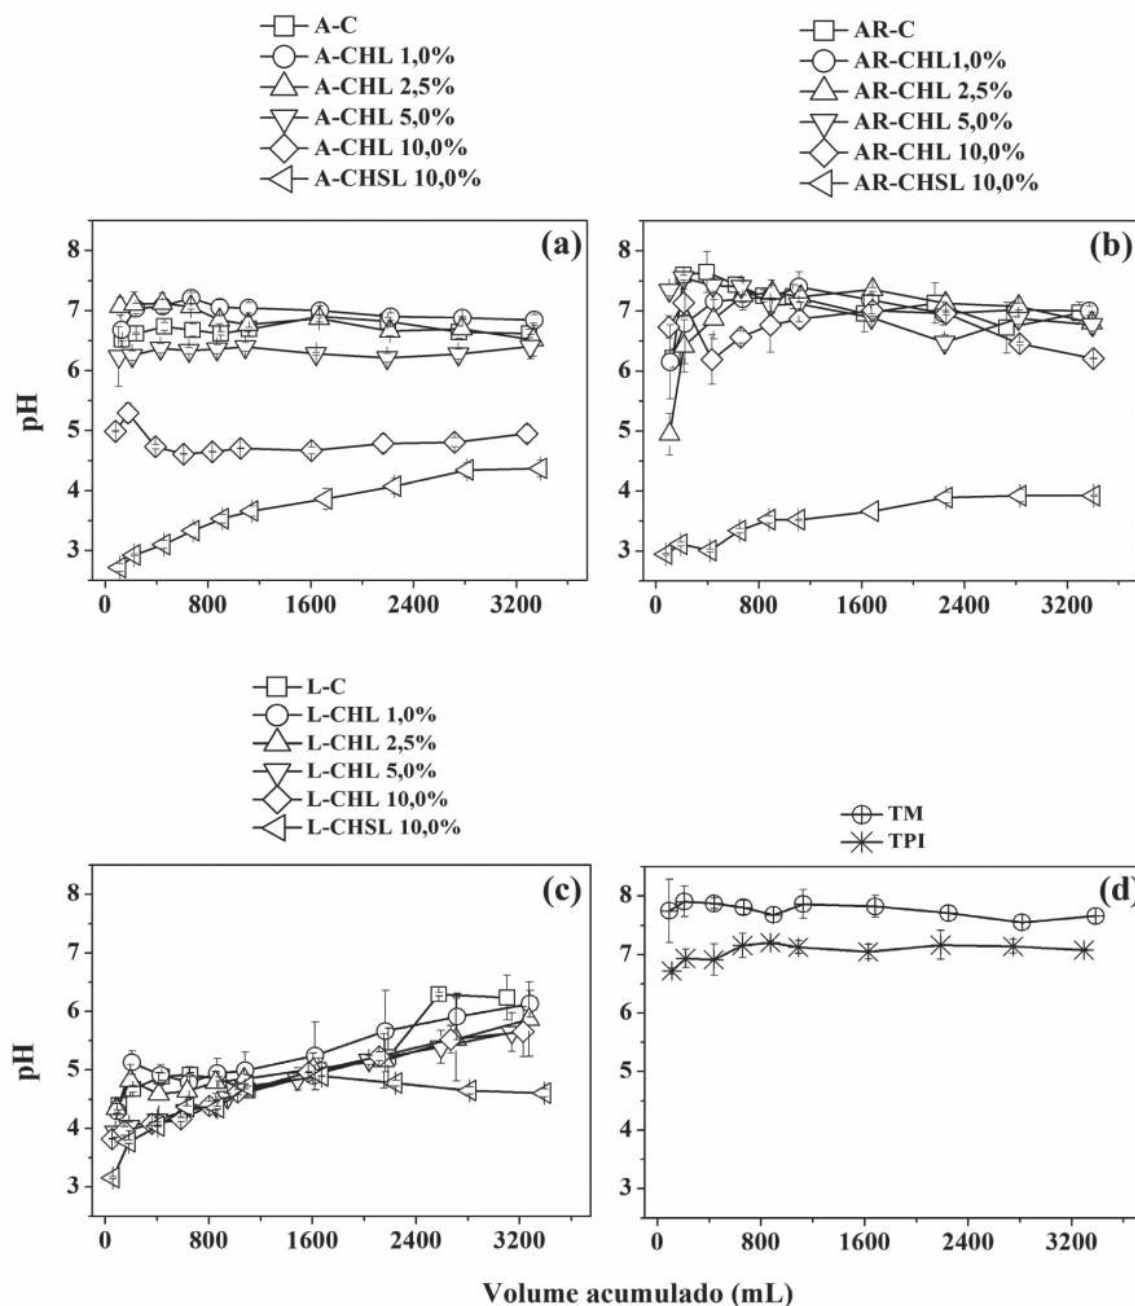 A-C
A-CHL 1,0%
A-CHL 2,5%
A-CHL 5,0%
A-CHL 10,0%
A-CHSL 10,0%
AR-C
AR-CHL1,0%
AR-CHL 2,5%
AR-CHL 5,0%
AR-CHL 10,0%
AR-CHSL 10,0%
pH
8
7
6
5
4
3
(a)
0 800 1600 2400 3200
8
7
6
5
4
3
(b)
0 800 1600 2400 3200
L-C
L-CHL 1,0%
L-CHL 2,5%
L-CHL 5,0%
L-CHL 10,0%
L-CHSL 10,0%
TM
TPI
pH
8
7
6
5
4
3
(c)
0 800 1600 2400 3200
8
7
6
5
4
3
(d)
0 800 1600 2400 3200
Volume acumulado (mL)